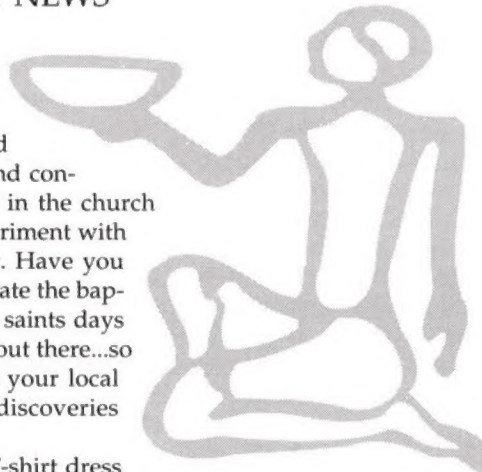 NEWS
d
nd con-
in the church
riment with
. Have you
ate the bap-
saints days
out there...so
your local
discoveries
-shirt dress